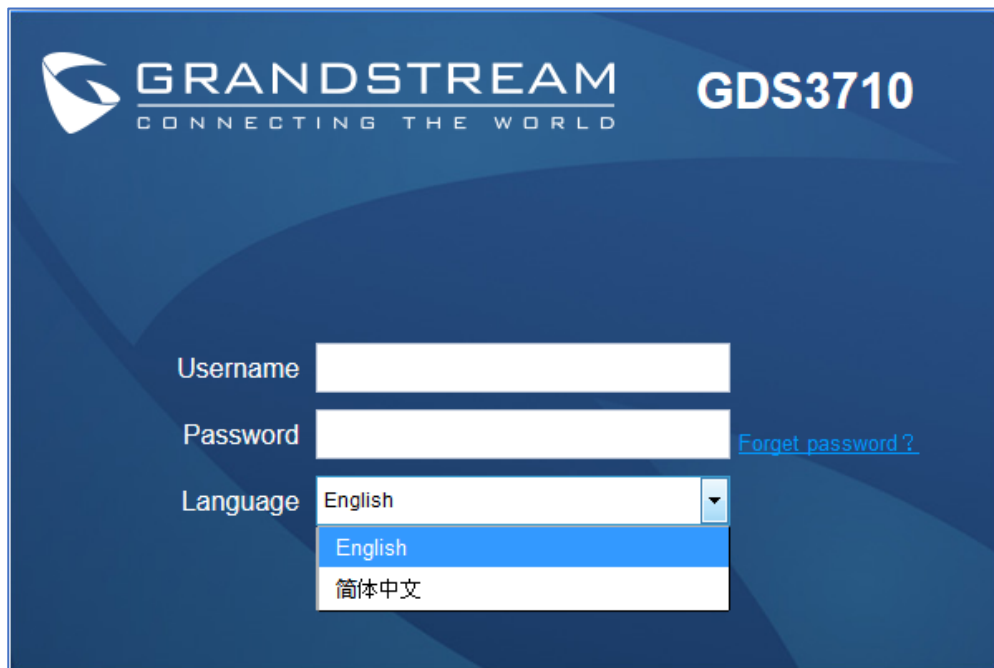 GRANDSTREAM
CONNECTING THE WORLD
GDS3710
Username
Password
Forget password？
Language
English
English
简体中文